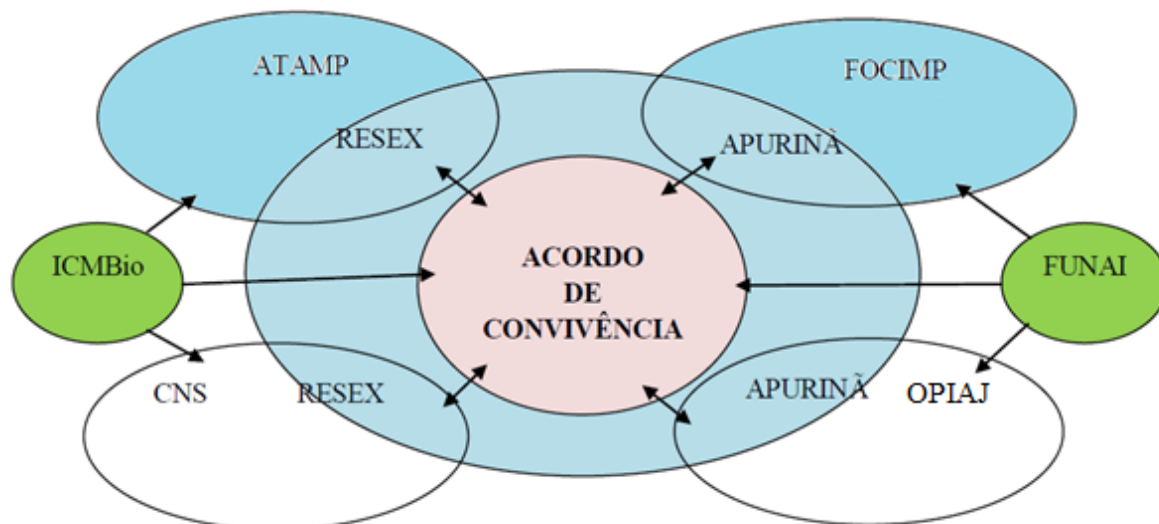 ATAMP
FOCIMP
RESEX
APURINÃ
ICMBio
ACORDO
DE
CONVIVÊNCIA
FUNAI
CNS
RESEX
APURINÃ
OPIAJ